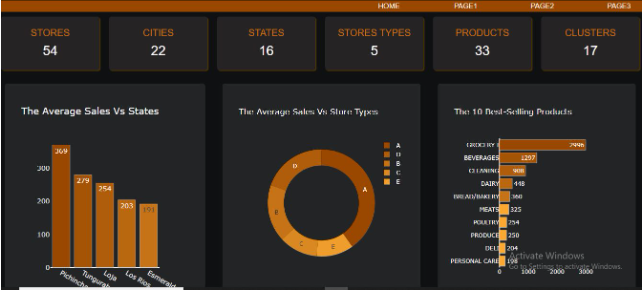 HOME PAGE1 PAGE2 PAGE3
STORES CITIES STATES STORES TYPES PRODUCTS CLUSTERS
54 22 16 5 33 17
The Average Sales Vs States
369
279
254
203
191
300
200
100
0
Pichincha
Tungurah
Loja
Los Rios
Esmerald
The Average Sales Vs Store Types
A
D
B
C
E
D
A
B
C
E
The 10 Best-Selling Products
GROCERY I 2996
BEVERAGES 1297
CLEANING 908
DAIRY 448
BREAD/BAKERY 360
MEATS 325
POULTRY 254
PRODUCE 250
DELI 204
PERSONAL CARE 198
0 1000 2000 3000
Activate Windows
Go to Settings to activate Windows.